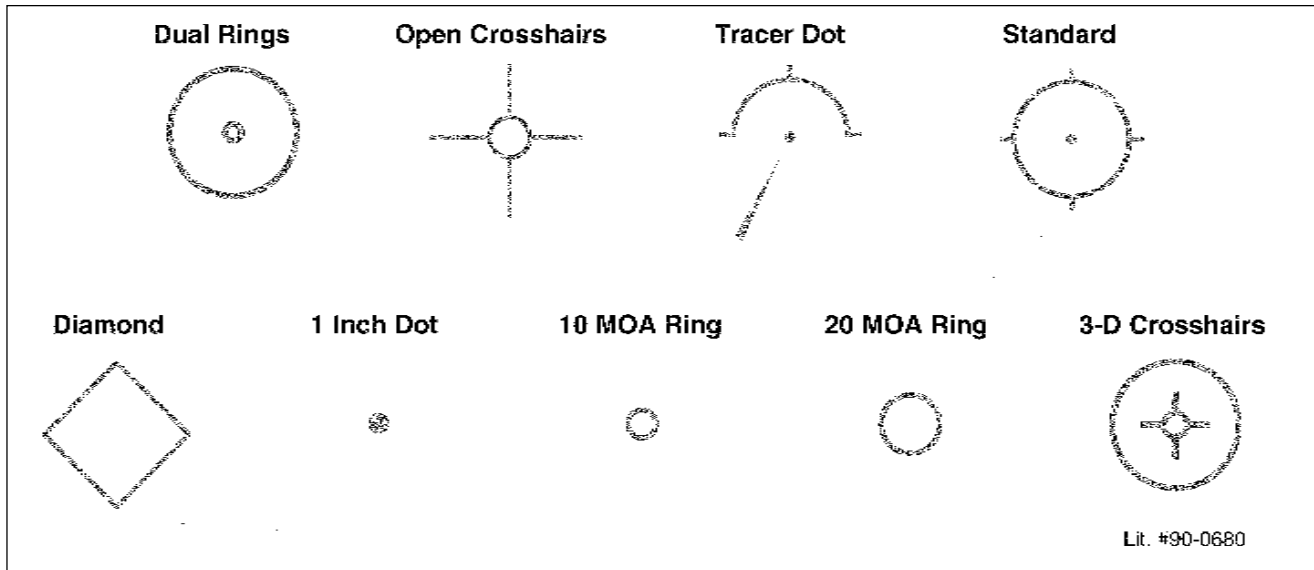 Dual Rings Open Crosshairs Tracer Dot Standard
Diamond 1 Inch Dot 10 MOA Ring 20 MOA Ring 3-D Crosshairs
Lit. #90-0680